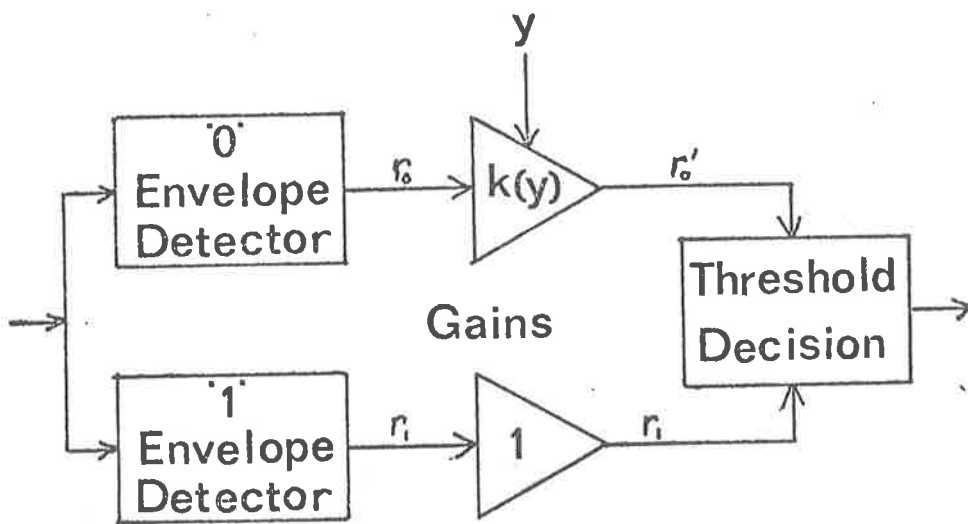 y
"0"
Envelope
Detector
r₀
k(y)
r₀'
Threshold
Decision
Gains
"1"
Envelope
Detector
r₁
1
r₁